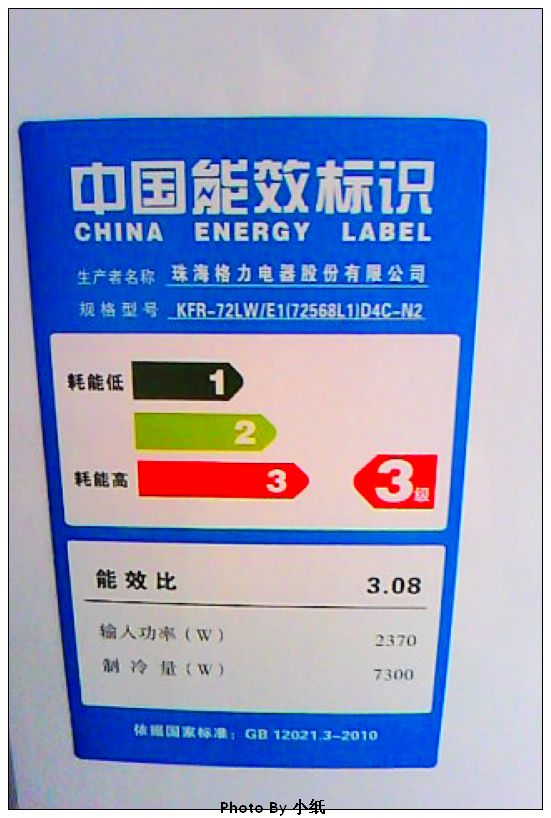 中国能效标识
CHINA ENERGY LABEL
生产者名称 珠海格力电器股份有限公司
规格型号 KFR-72LW/E1(72568L1)D4C-N2
耗能低 1
2
耗能高 3 3级
能效比 3.08
输入功率(W) 2370
制冷量(W) 7300
依据国家标准：GB 12021.3-2010
Photo By 小纸